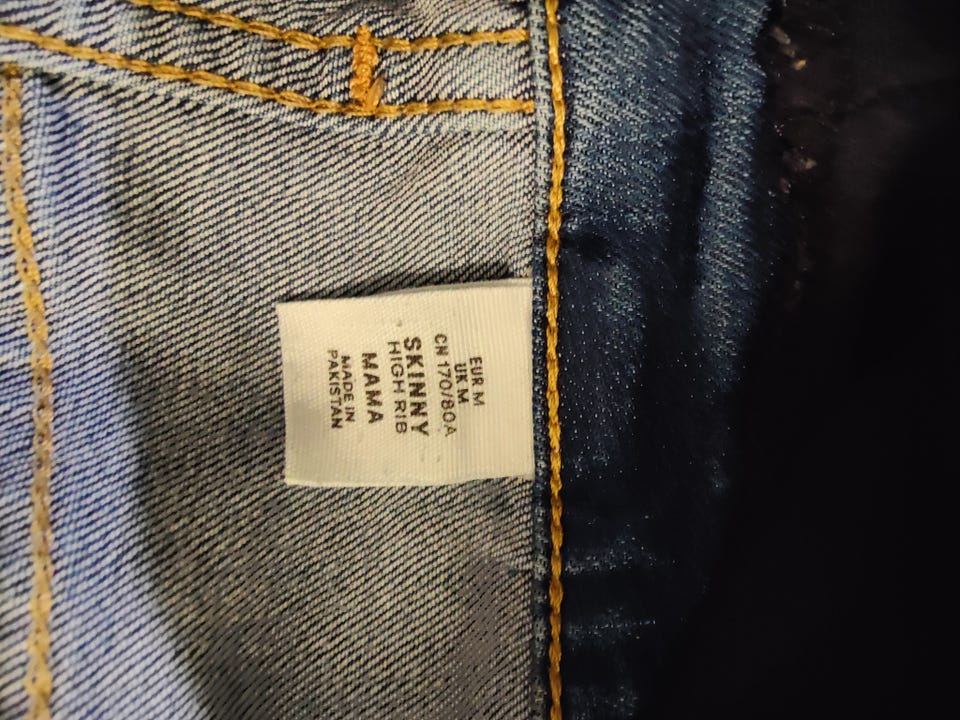 EUR M
UK M
CN 170/80A
SKINNY
HIGH RIB
MAMA
MADE IN
PAKISTAN